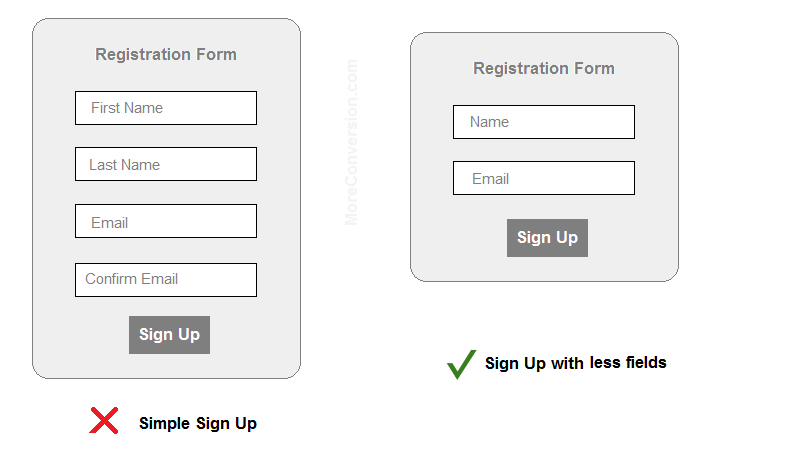 Registration Form
First Name
Last Name
Email
Confirm Email
Sign Up
Simple Sign Up
MoreConversion.com
Registration Form
Name
Email
Sign Up
Sign Up with less fields